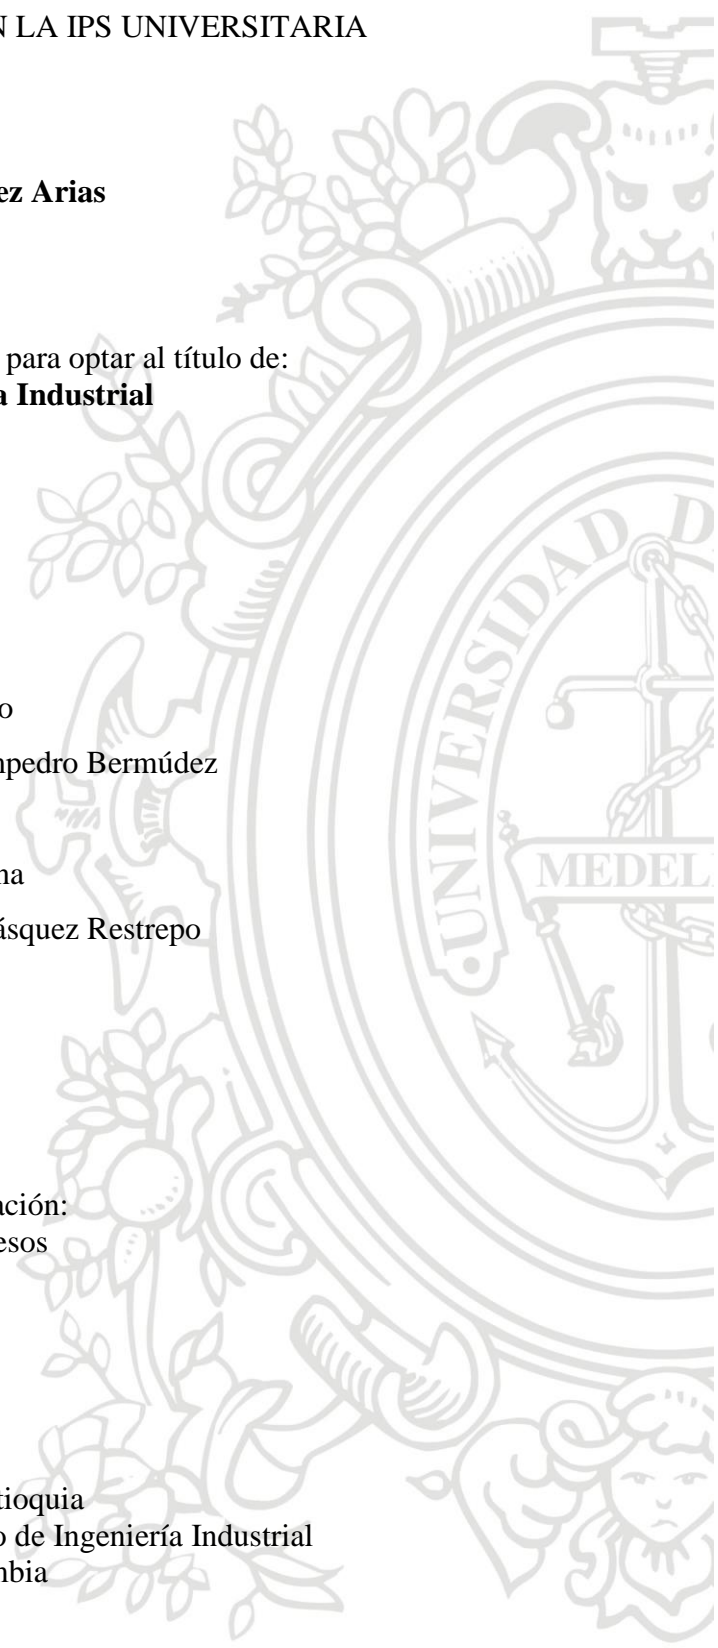 N LA IPS UNIVERSITARIA
ez Arias
para optar al título de:
a Industrial
o
npedro Bermúdez
na
ásquez Restrepo
ación:
esos
tioquia
o de Ingeniería Industrial
nbia
UNIVERSIDAD D
MEDEL